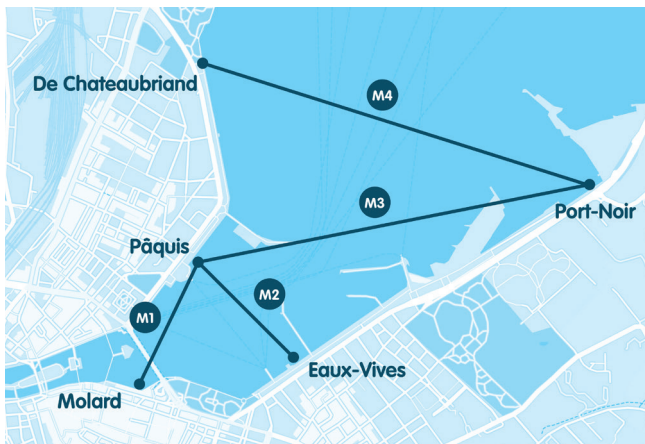 De Chateaubriand
M4
M3
Port-Noir
Pâquis
M2
M1
Eaux-Vives
Molard